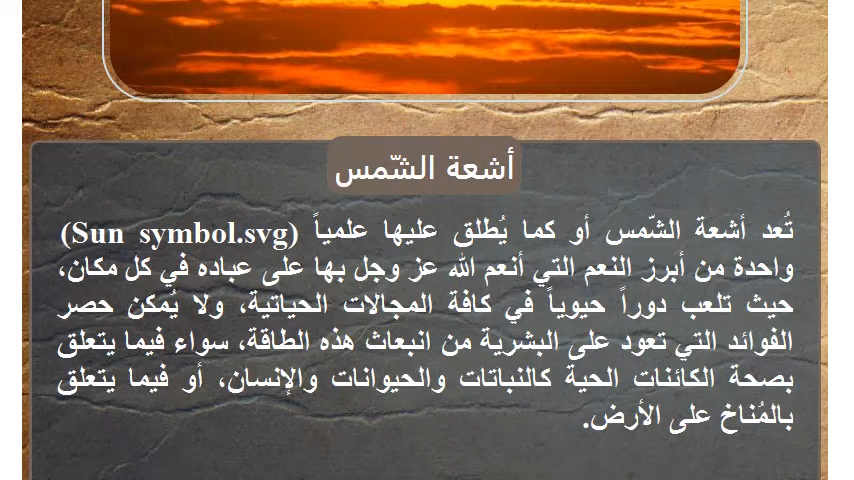 أشعة الشّمس
تُعد أشعة الشّمس أو كما يُطلق عليها علمياً (Sun symbol.svg)
واحدة من أبرز النعم التي أنعم الله عز وجل بها على عباده في كل مكان،
حيث تلعب دوراً حيوياً في كافة المجالات الحياتية، ولا يُمكن حصر
الفوائد التي تعود على البشرية من انبعاث هذه الطاقة، سواء فيما يتعلق
بصحة الكائنات الحية كالنباتات والحيوانات والإنسان، أو فيما يتعلق
بالمُناخ على الأرض.